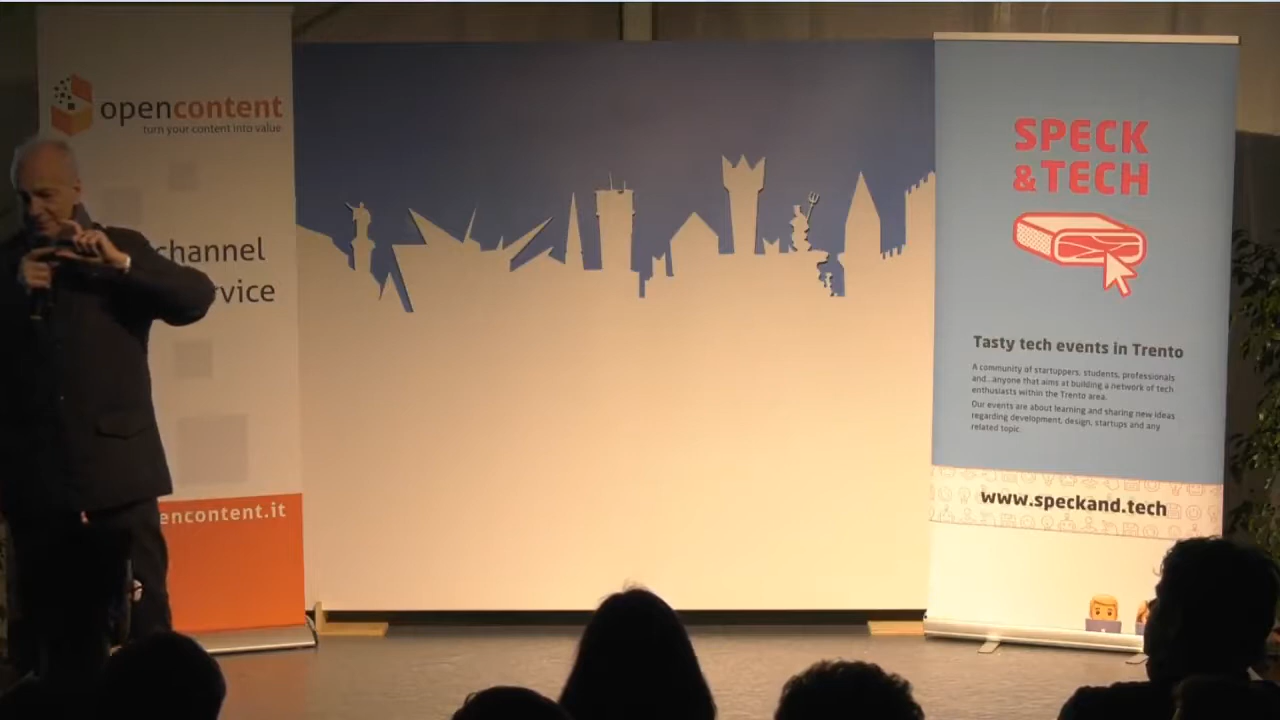 opencontent
turn your content into value
channel
encontent.it
SPECK
&TECH
Tasty tech events in Trento
A community of startuppers, students, professionals
and...anyone that aims at building a network of tech
enthusiasts within the Trento area.
Our events are about learning and sharing new ideas
regarding development, design, startups and any
related topic.
www.speckand.tech